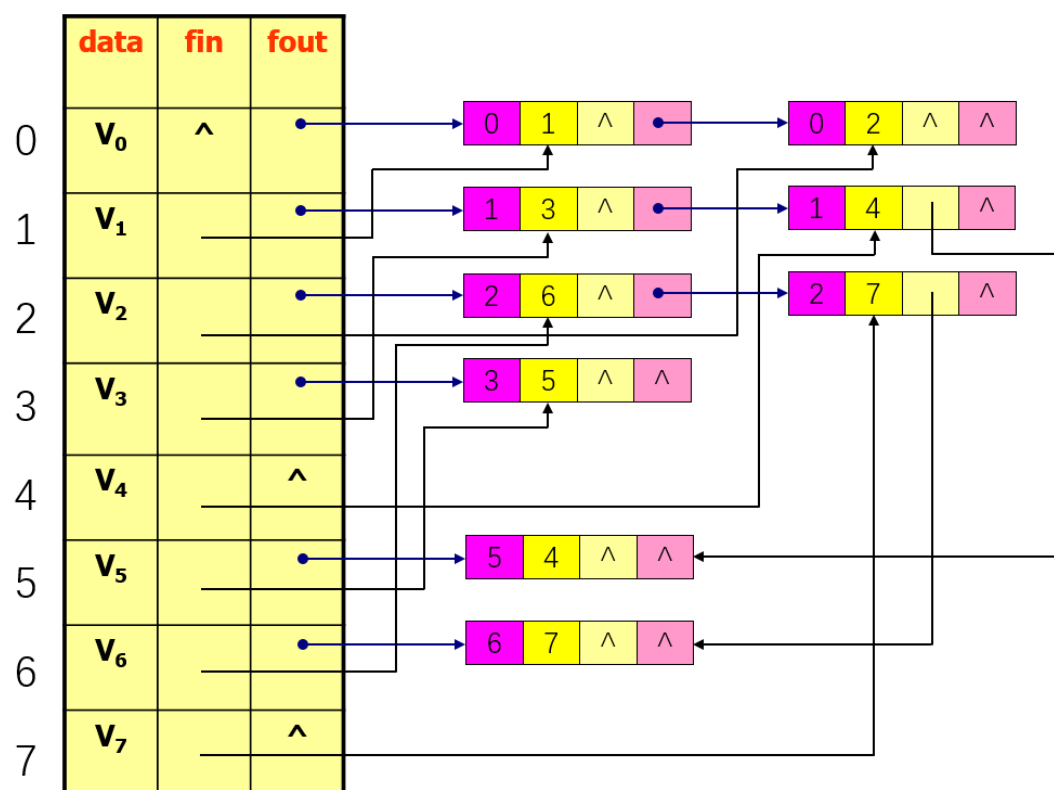 data fin fout
0 V₀ ^ 0 1 ^ 0 2 ^ ^
1 V₁ 1 3 ^ 1 4 ^
2 V₂ 2 6 ^ 2 7 ^
3 V₃ 3 5 ^ ^
4 V₄ ^
5 V₅ 5 4 ^ ^
6 V₆ 6 7 ^ ^
7 V₇ ^